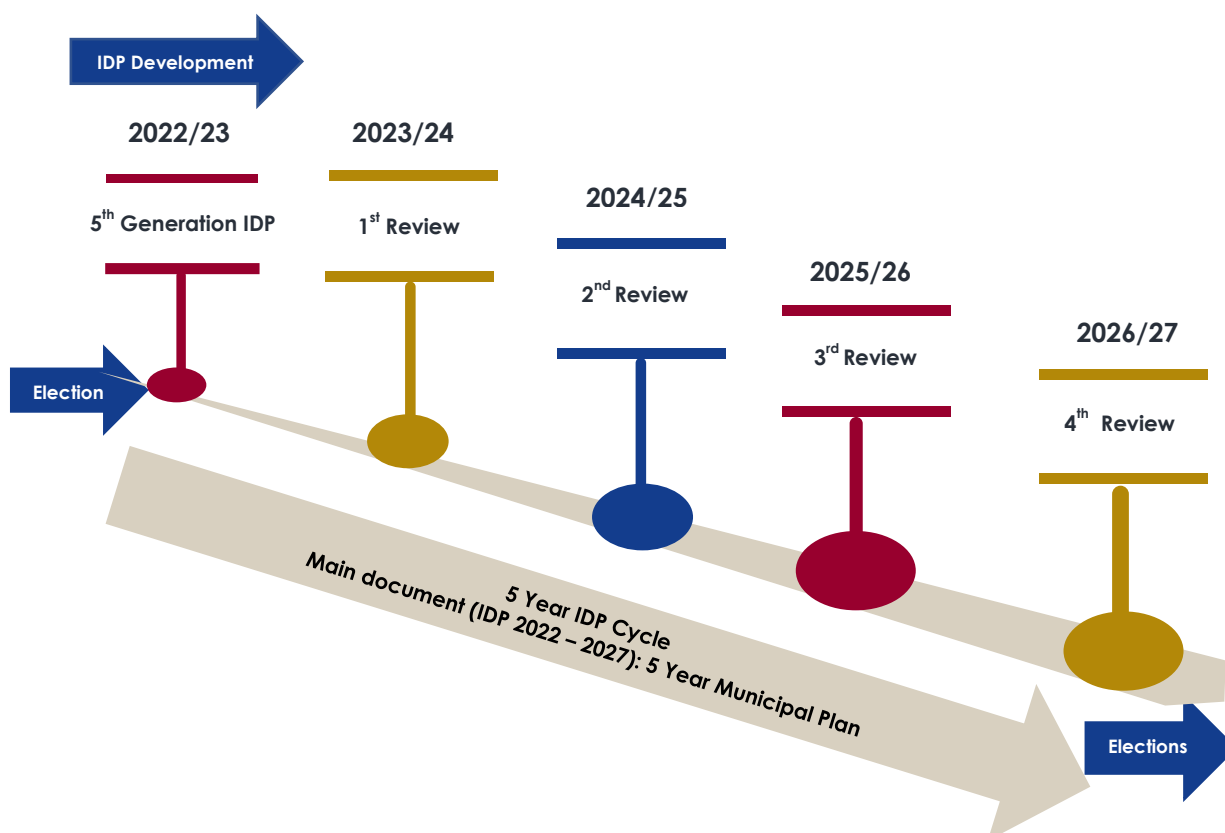 IDP Development
2022/23
5th Generation IDP
2023/24
1st Review
2024/25
2nd Review
2025/26
3rd Review
2026/27
4th Review
Election
5 Year IDP Cycle
Main document (IDP 2022 – 2027): 5 Year Municipal Plan
Elections